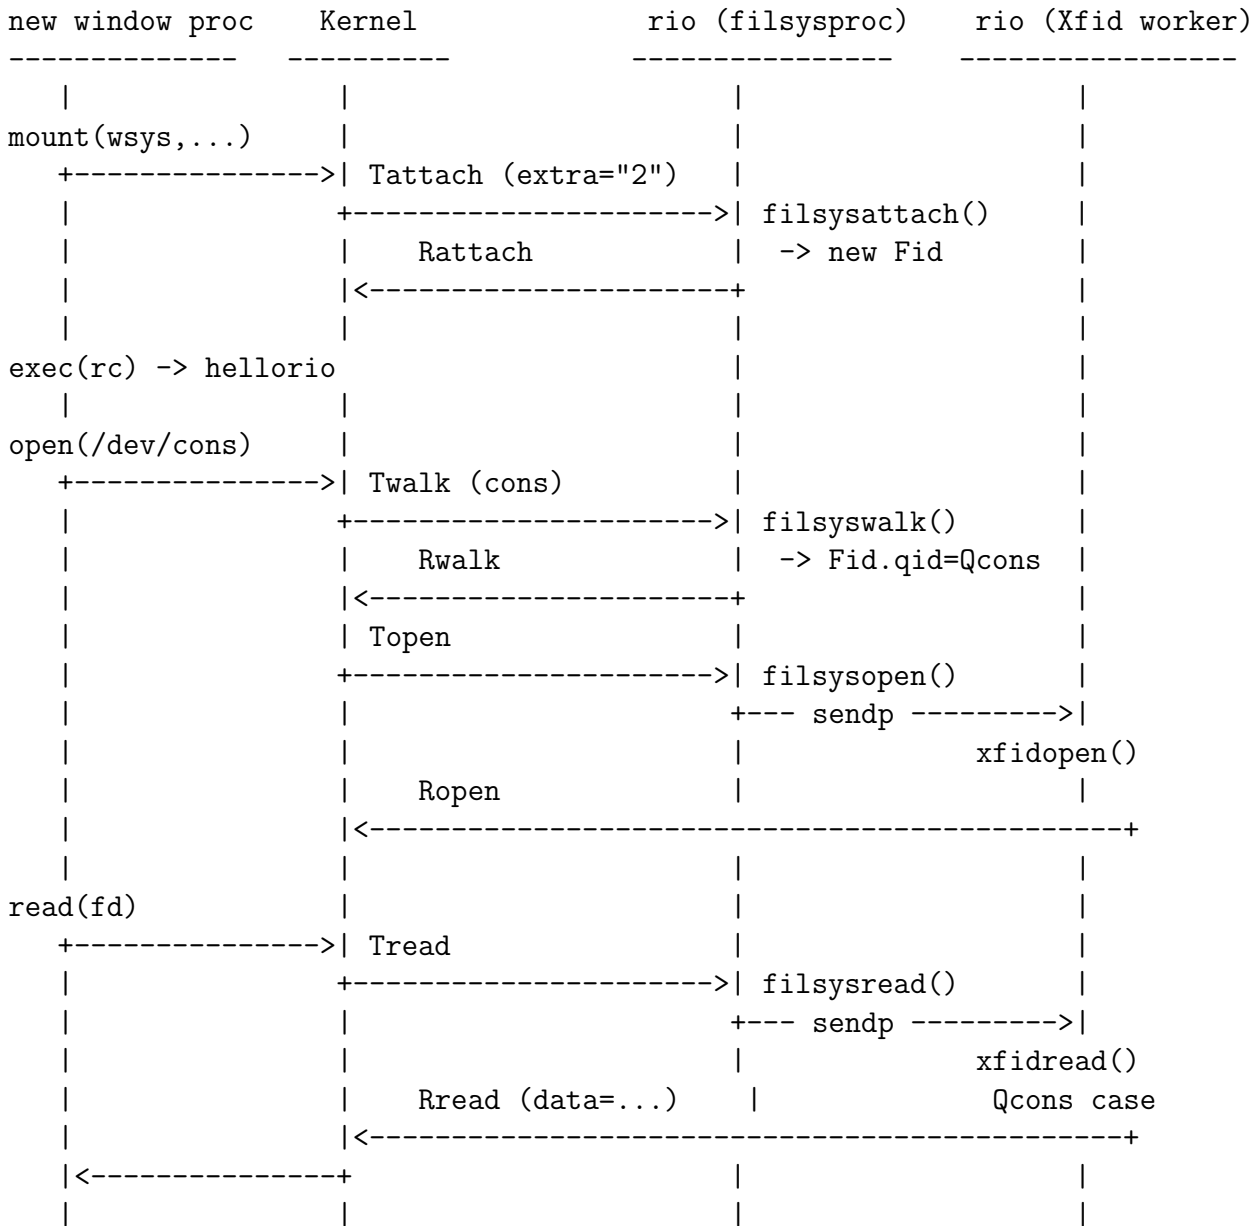 new window proc    Kernel              rio (filsysproc)    rio (Xfid worker)
--------------   ----------           ----------------    -----------------
   |                |                       |                    |
mount(wsys,...)     |                       |                    |
   +--------------->| Tattach (extra="2")   |                    |
   |                +---------------------->| filsysattach()     |
   |                |    Rattach            |  -> new Fid        |
   |                |<----------------------+                    |
   |                |                       |                    |
exec(rc) -> hellorio                        |                    |
   |                |                       |                    |
open(/dev/cons)     |                       |                    |
   +--------------->| Twalk (cons)          |                    |
   |                +---------------------->| filsyswalk()       |
   |                |    Rwalk              |  -> Fid.qid=Qcons  |
   |                |<----------------------+                    |
   |                | Topen                 |                    |
   |                +---------------------->| filsysopen()       |
   |                |                       +--- sendp --------->|
   |                |                       |              xfidopen()
   |                |    Ropen              |                    |
   |                |<----------------------------------------------+
   |                |                       |                    |
read(fd)            |                       |                    |
   +--------------->| Tread                 |                    |
   |                +---------------------->| filsysread()       |
   |                |                       +--- sendp --------->|
   |                |                       |              xfidread()
   |                |    Rread (data=...)    |              Qcons case
   |                |<----------------------------------------------+
   |<---------------+                       |                    |
   |                |                       |                    |